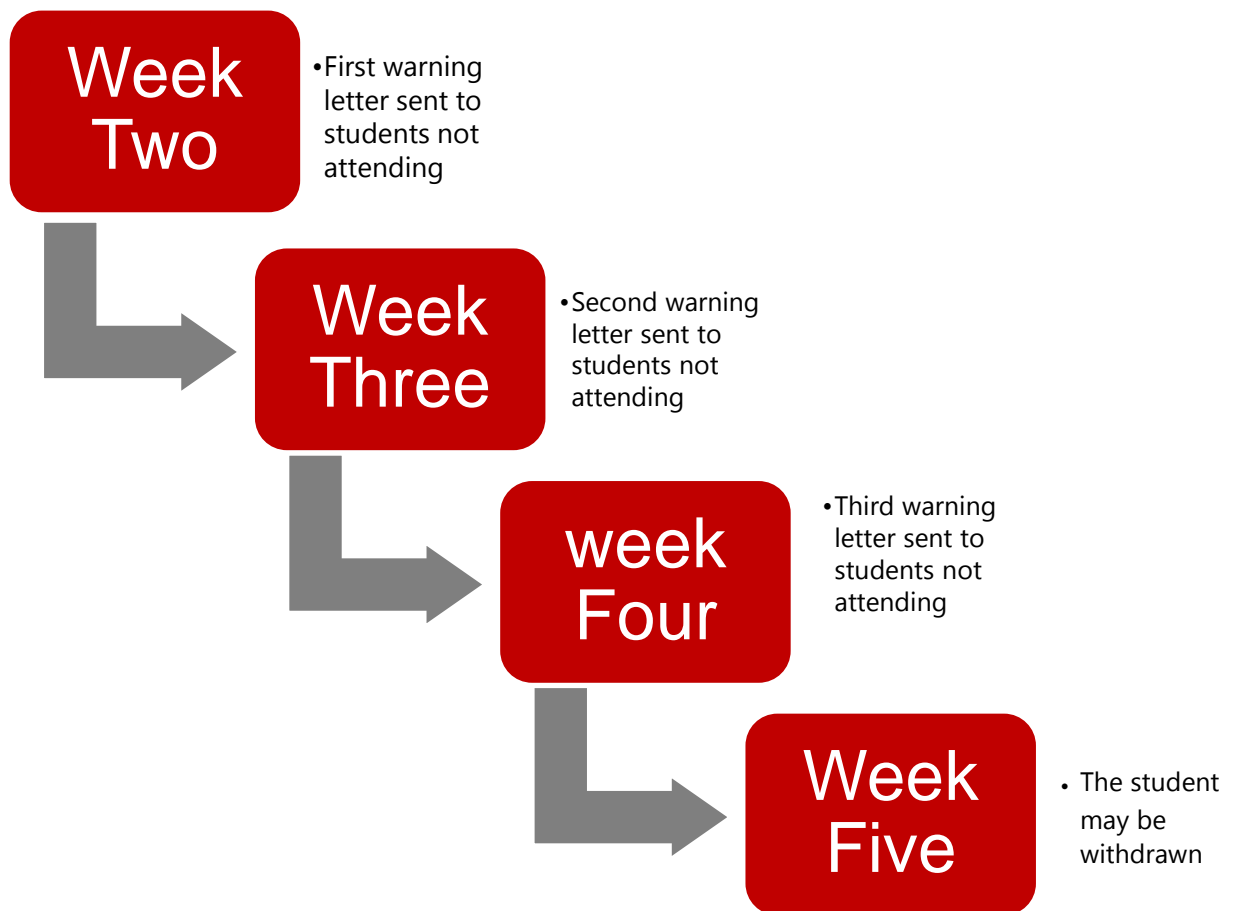 Week
Two
•First warning
letter sent to
students not
attending
Week
Three
•Second warning
letter sent to
students not
attending
week
Four
•Third warning
letter sent to
students not
attending
Week
Five
• The student
may be
withdrawn